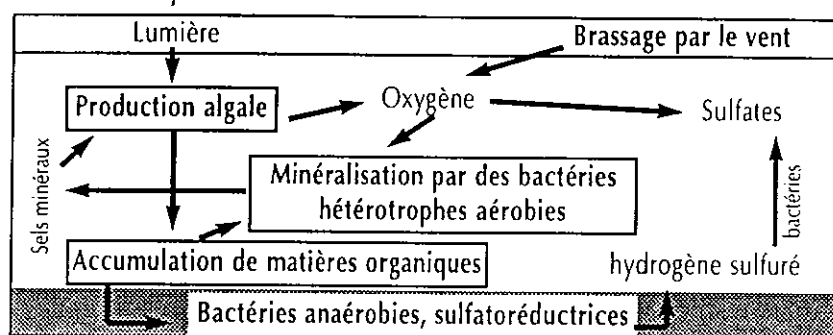 Lumière
Brassage par le vent
Production algale
Oxygène
Sulfates
Sels minéraux
Minéralisation par des bactéries
hétérotrophes aérobies
bactéries
Accumulation de matières organiques
hydrogène sulfuré
Bactéries anaérobies, sulfatoréductrices